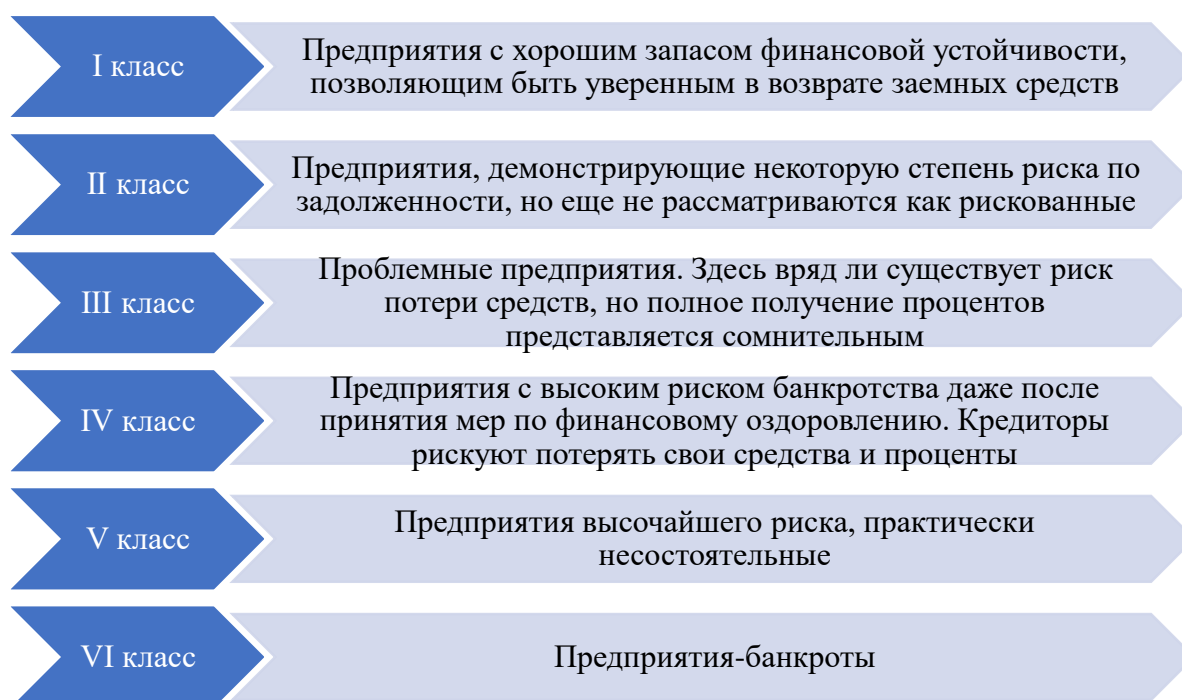 I класс
Предприятия с хорошим запасом финансовой устойчивости,
позволяющим быть уверенным в возврате заемных средств
II класс
Предприятия, демонстрирующие некоторую степень риска по
задолженности, но еще не рассматриваются как рискованные
III класс
Проблемные предприятия. Здесь вряд ли существует риск
потери средств, но полное получение процентов
представляется сомнительным
IV класс
Предприятия с высоким риском банкротства даже после
принятия мер по финансовому оздоровлению. Кредиторы
рискуют потерять свои средства и проценты
V класс
Предприятия высочайшего риска, практически
несостоятельные
VI класс
Предприятия-банкроты